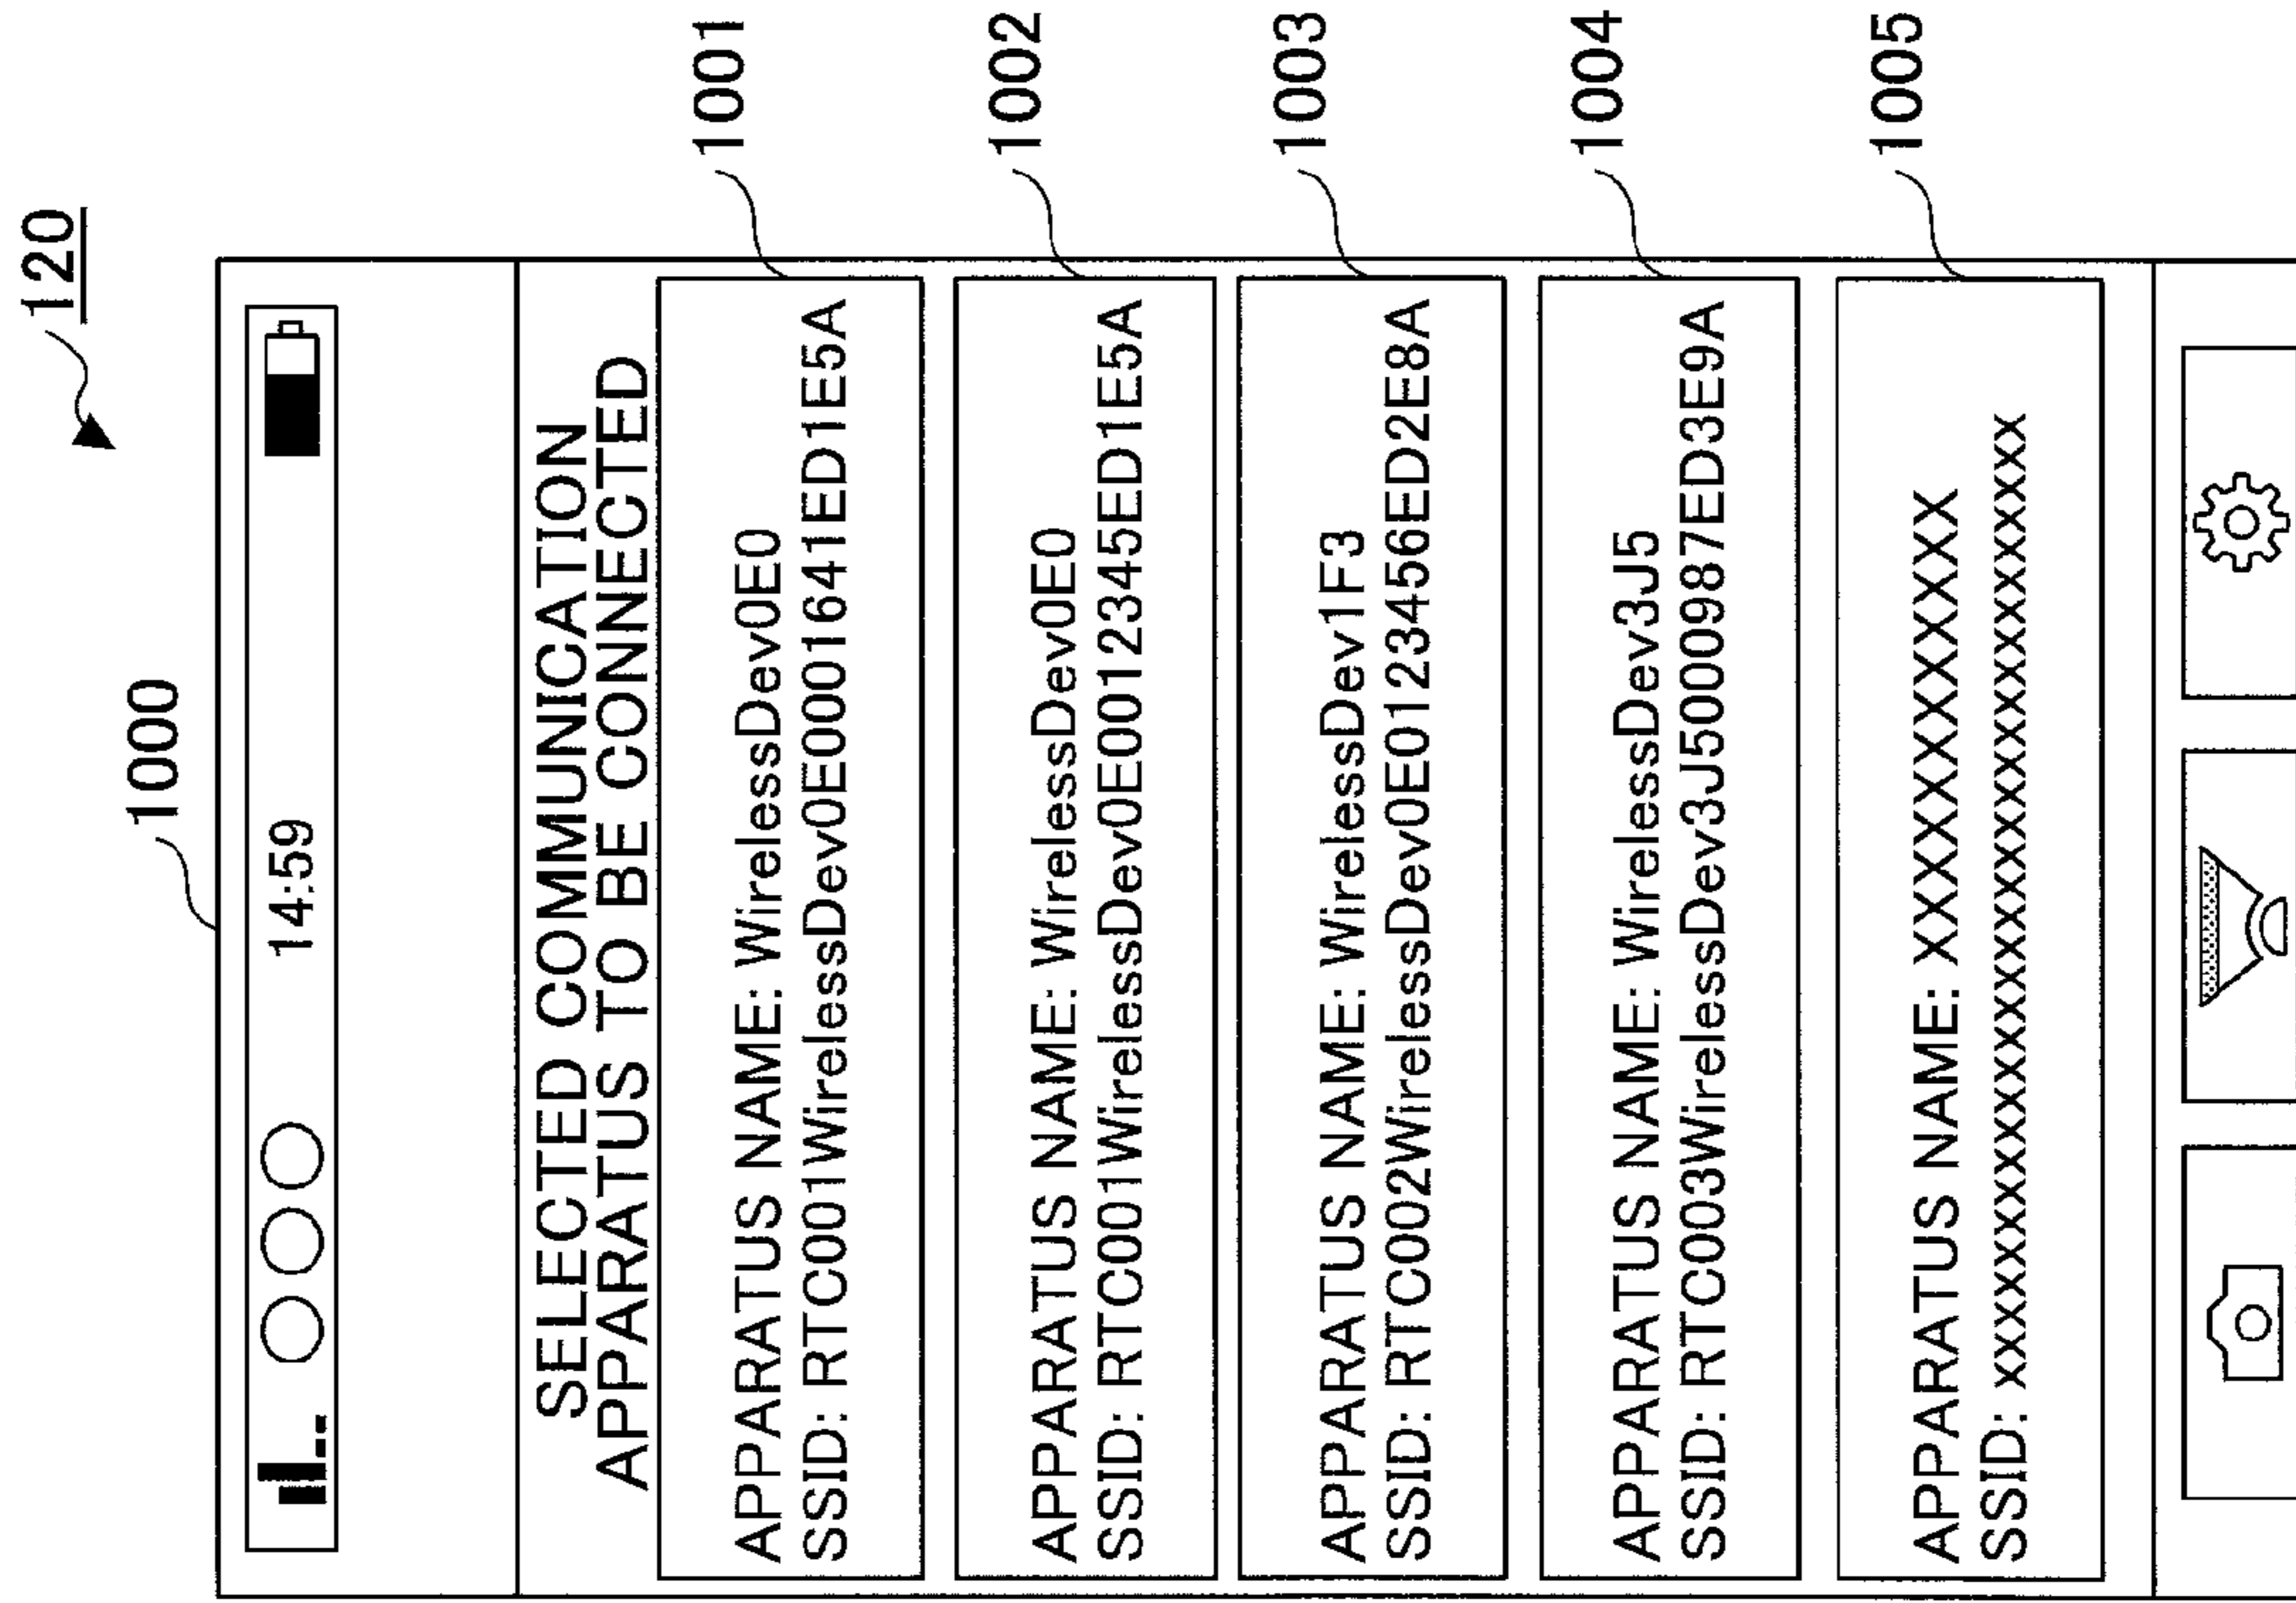 120
1000
14:59
SELECTED COMMUNICATION
APPARATUS TO BE CONNECTED
APPARATUS NAME: WirelessDev0E0
SSID: RTC001WirelessDev0E0001641ED1E5A
1001
APPARATUS NAME: WirelessDev0E0
SSID: RTC001WirelessDev0E0012345ED1E5A
1002
APPARATUS NAME: WirelessDev1F3
SSID: RTC002WirelessDev0E0123456ED2E8A
1003
APPARATUS NAME: WirelessDev3J5
SSID: RTC003WirelessDev3J5000987ED3E9A
1004
APPARATUS NAME: XXXXXXXXXXXXX
SSID: xxxxxxxxxxxxxxxxxxxxxxxxxxxxxxxx
1005